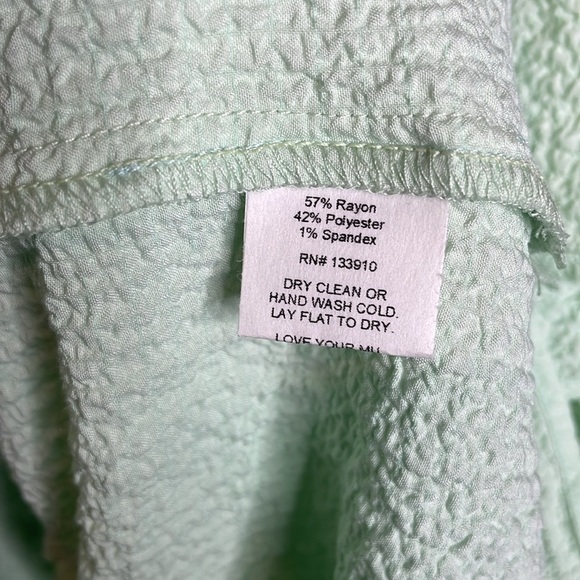 57% Rayon
42% Polyester
1% Spandex
RN# 133910
DRY CLEAN OR
HAND WASH COLD.
LAY FLAT TO DRY.
LOVE YOUR MU